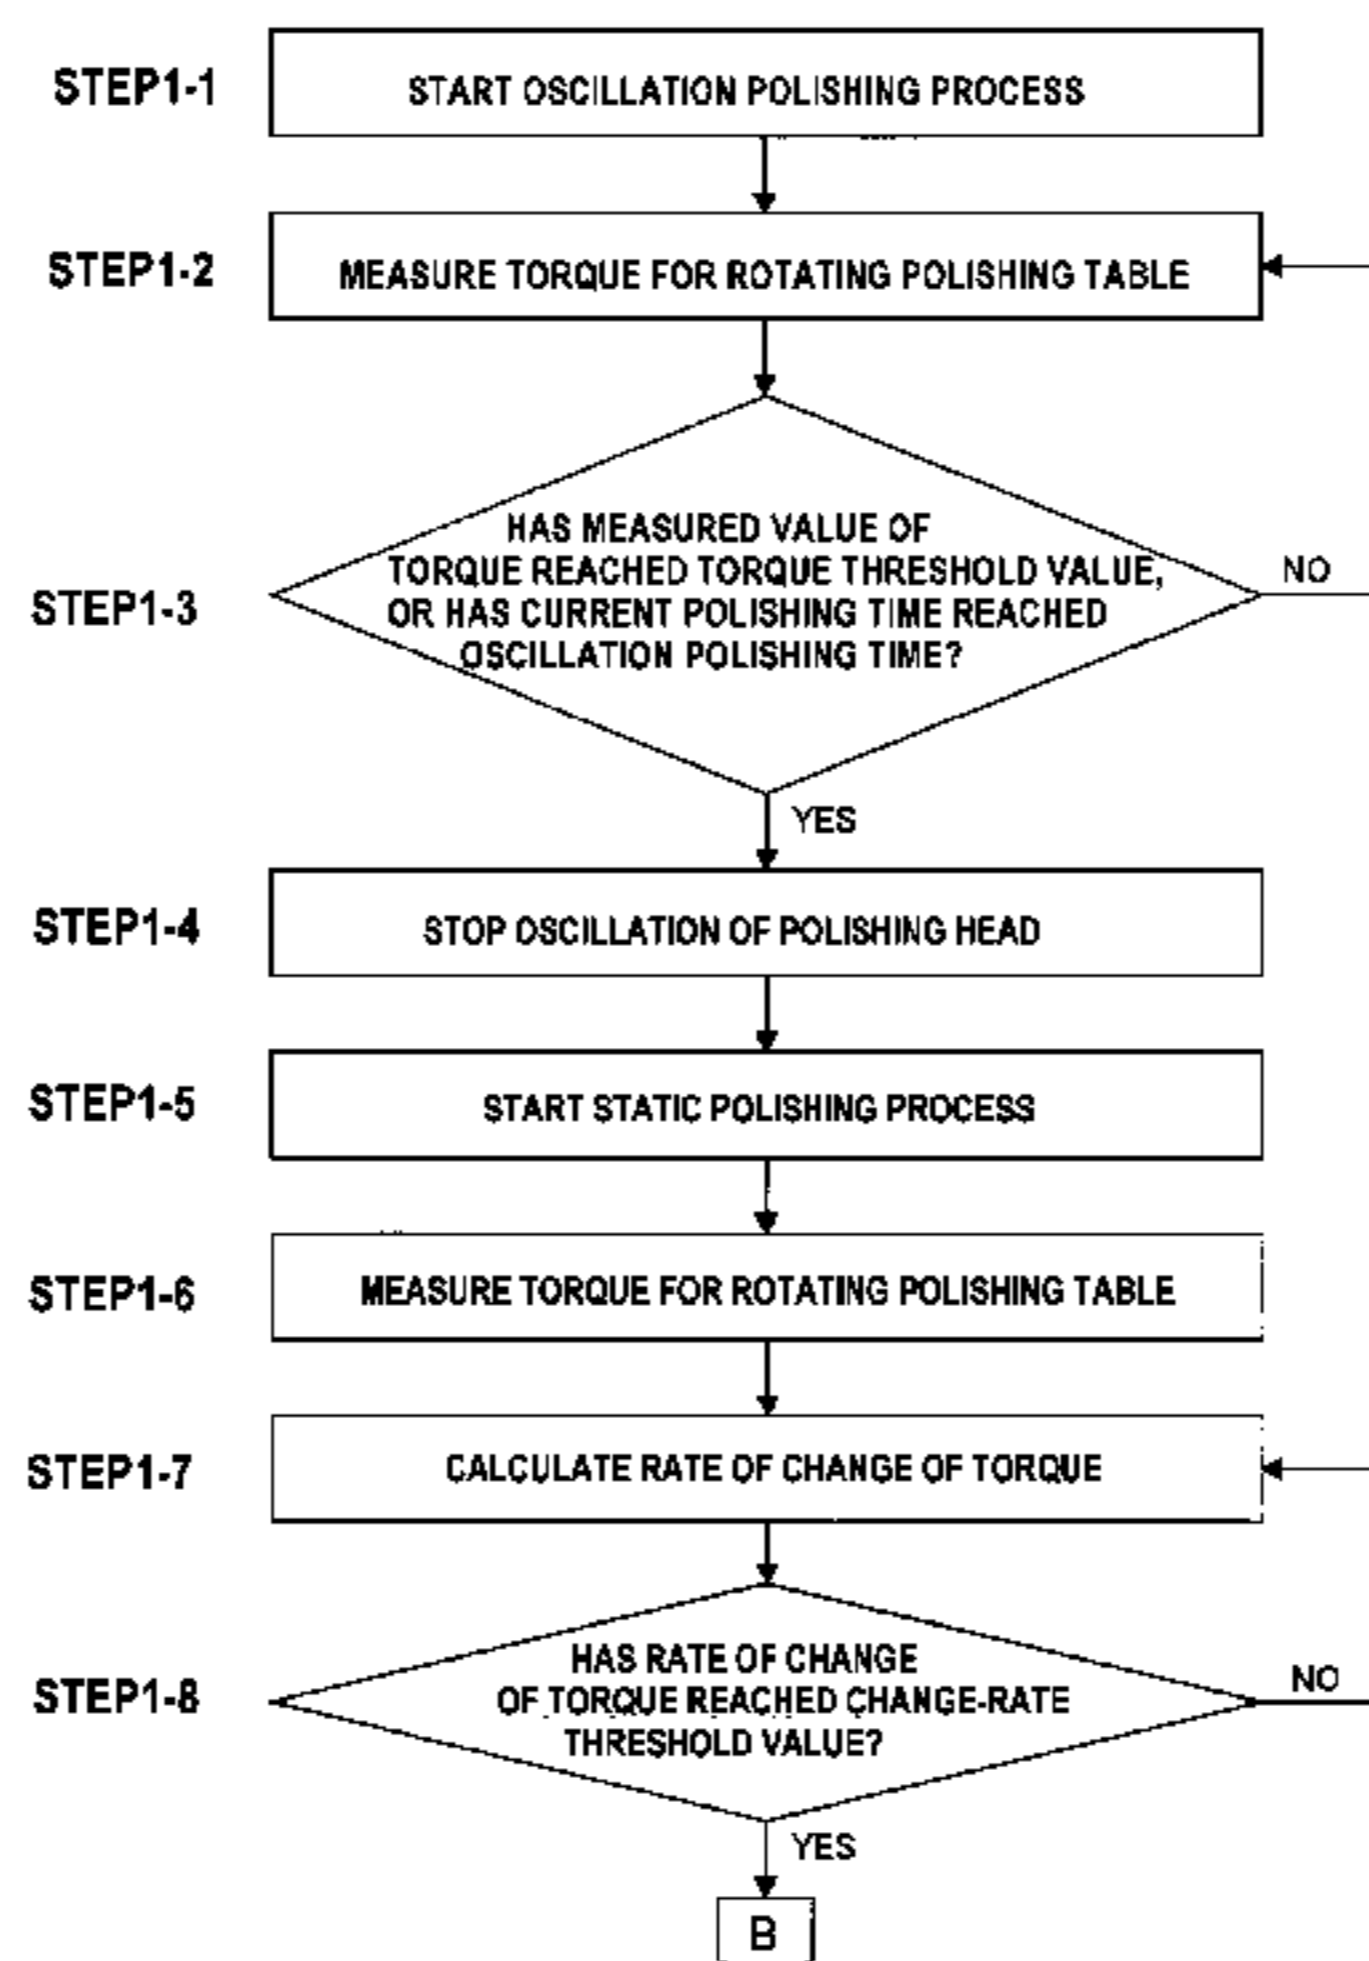 STEP1-1
START OSCILLATION POLISHING PROCESS
STEP1-2
MEASURE TORQUE FOR ROTATING POLISHING TABLE
STEP1-3
HAS MEASURED VALUE OF
TORQUE REACHED TORQUE THRESHOLD VALUE,
OR HAS CURRENT POLISHING TIME REACHED
OSCILLATION POLISHING TIME?
NO
YES
STEP1-4
STOP OSCILLATION OF POLISHING HEAD
STEP1-5
START STATIC POLISHING PROCESS
STEP1-6
MEASURE TORQUE FOR ROTATING POLISHING TABLE
STEP1-7
CALCULATE RATE OF CHANGE OF TORQUE
STEP1-8
HAS RATE OF CHANGE
OF TORQUE REACHED CHANGE-RATE
THRESHOLD VALUE?
NO
YES
B